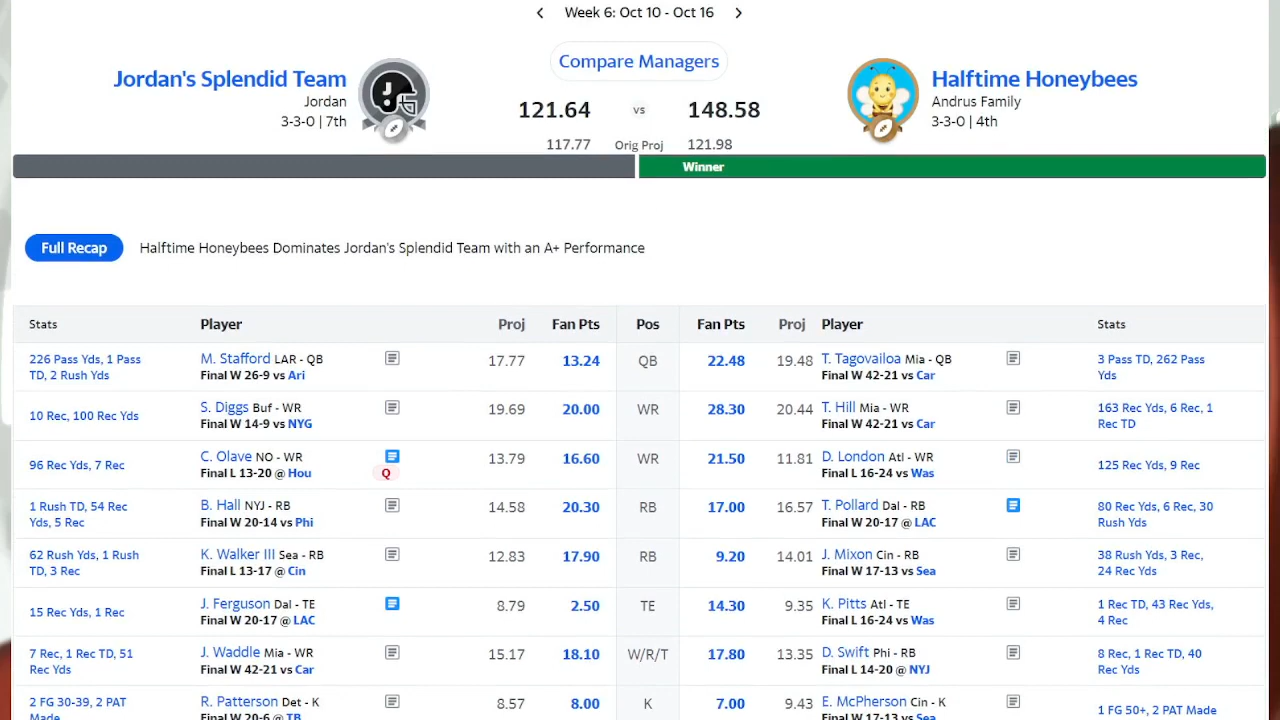 Week 6: Oct 10 - Oct 16
Compare Managers
Jordan's Splendid Team
Jordan
3-3-0 | 7th
J
121.64 vs 148.58
117.77 Orig Proj 121.98
Halftime Honeybees
Andrus Family
3-3-0 | 4th
Winner
Full Recap Halftime Honeybees Dominates Jordan's Splendid Team with an A+ Performance
Stats Player Proj Fan Pts Pos Fan Pts Proj Player Stats
226 Pass Yds, 1 Pass M. Stafford LAR - QB 17.77 13.24 QB 22.48 19.48 T. Tagovailoa Mia - QB 3 Pass TD, 262 Pass
TD, 2 Rush Yds Final W 26-9 vs Ari Final W 42-21 vs Car Yds
10 Rec, 100 Rec Yds S. Diggs Buf - WR 19.69 20.00 WR 28.30 20.44 T. Hill Mia - WR 163 Rec Yds, 6 Rec, 1
Final W 14-9 vs NYG Final W 42-21 vs Car Rec TD
96 Rec Yds, 7 Rec C. Olave NO - WR 13.79 16.60 WR 21.50 11.81 D. London Atl - WR 125 Rec Yds, 9 Rec
Final L 13-20 @ Hou Q Final L 16-24 vs Was
1 Rush TD, 54 Rec B. Hall NYJ - RB 14.58 20.30 RB 17.00 16.57 T. Pollard Dal - RB 80 Rec Yds, 6 Rec, 30
Yds, 5 Rec Final W 20-14 vs Phi Final W 20-17 @ LAC Rush Yds
62 Rush Yds, 1 Rush K. Walker III Sea - RB 12.83 17.90 RB 9.20 14.01 J. Mixon Cin - RB 38 Rush Yds, 3 Rec,
TD, 3 Rec Final L 13-17 @ Cin Final W 17-13 vs Sea 24 Rec Yds
15 Rec Yds, 1 Rec J. Ferguson Dal - TE 8.79 2.50 TE 14.30 9.35 K. Pitts Atl - TE 1 Rec TD, 43 Rec Yds,
Final W 20-17 @ LAC Final L 16-24 vs Was 4 Rec
7 Rec, 1 Rec TD, 51 J. Waddle Mia - WR 15.17 18.10 W/R/T 17.80 13.35 D. Swift Phi - RB 8 Rec, 1 Rec TD, 40
Rec Yds Final W 42-21 vs Car Final L 14-20 @ NYJ Rec Yds
2 FG 30-39, 2 PAT R. Patterson Det - K 8.57 8.00 K 7.00 9.43 E. McPherson Cin - K 1 FG 50+, 2 PAT Made
Made Final W 20-6 @ TB Final W 17-13 vs Sea